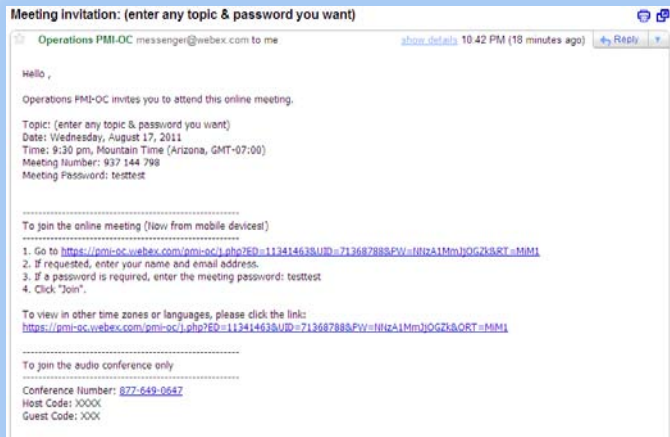 Meeting invitation: (enter any topic & password you want)
Operations PMI-OC messenger@webex.com to me show details 10:42 PM (18 minutes ago) Reply
Hello ,
Operations PMI-OC invites you to attend this online meeting.
Topic: (enter any topic & password you want)
Date: Wednesday, August 17, 2011
Time: 9:30 pm, Mountain Time (Arizona, GMT-07:00)
Meeting Number: 937 144 798
Meeting Password: testtest
-------------------------------------------------------
To join the online meeting (Now from mobile devices!)
-------------------------------------------------------
1. Go to https://pmi-oc.webex.com/pmi-oc/j.php?ED=11341463&UID=71368788&PW=NNzA1MmJjOGZk&RT=MiM1
2. If requested, enter your name and email address.
3. If a password is required, enter the meeting password: testtest
4. Click "Join".
To view in other time zones or languages, please click the link:
https://pmi-oc.webex.com/pmi-oc/j.php?ED=11341463&UID=71368788&PW=NNzA1MmJjOGZk&ORT=MiM1
-------------------------------------------------------
To join the audio conference only
-------------------------------------------------------
Conference Number: 877-649-0647
Host Code: XXXX
Guest Code: XXX